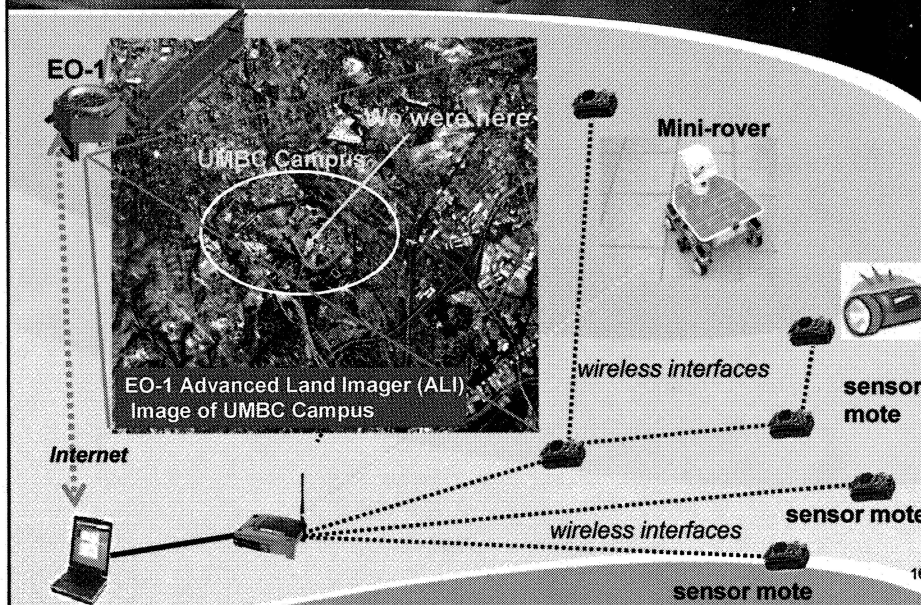 EO-1
We were here
UMBC Campus
Mini-rover
EO-1 Advanced Land Imager (ALI)
Image of UMBC Campus
wireless interfaces
sensor
mote
Internet
sensor mote
wireless interfaces
sensor mote